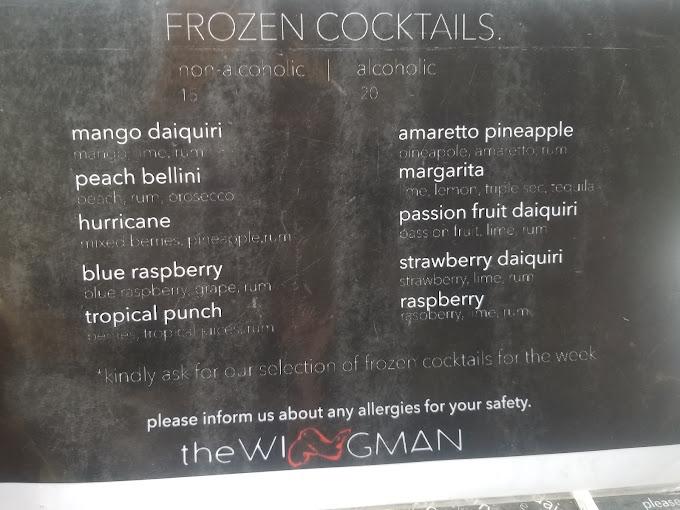 FROZEN COCKTAILS.
non-alcoholic | alcoholic
15 20
mango daiquiri
mango, lime, rum
peach bellini
peach, rum, prosecco
hurricane
mixed berries, pineapple, rum
blue raspberry
blue raspberry, grape, rum
tropical punch
berries, tropical juices, rum
amaretto pineapple
pineapple, amaretto, rum
margarita
lime, lemon, triple sec, tequila
passion fruit daiquiri
passion fruit, lime, rum
strawberry daiquiri
strawberry, lime, rum
raspberry
raspberry, lime, rum
*kindly ask for our selection of frozen cocktails for the week
please inform us about any allergies for your safety.
theWINGMAN
please